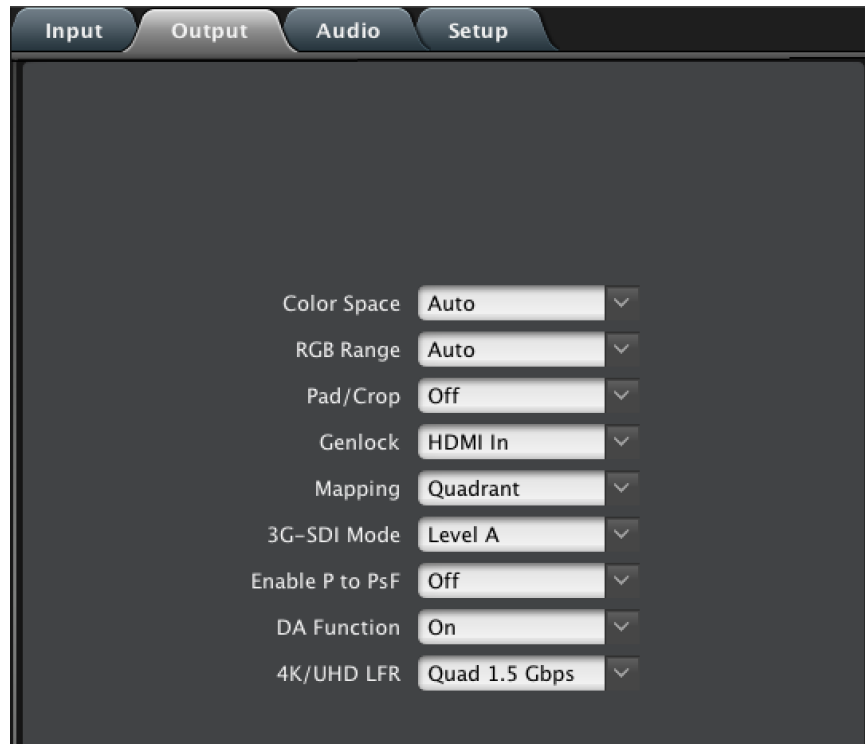 Input Output Audio Setup
Color Space Auto
RGB Range Auto
Pad/Crop Off
Genlock HDMI In
Mapping Quadrant
3G-SDI Mode Level A
Enable P to PsF Off
DA Function On
4K/UHD LFR Quad 1.5 Gbps